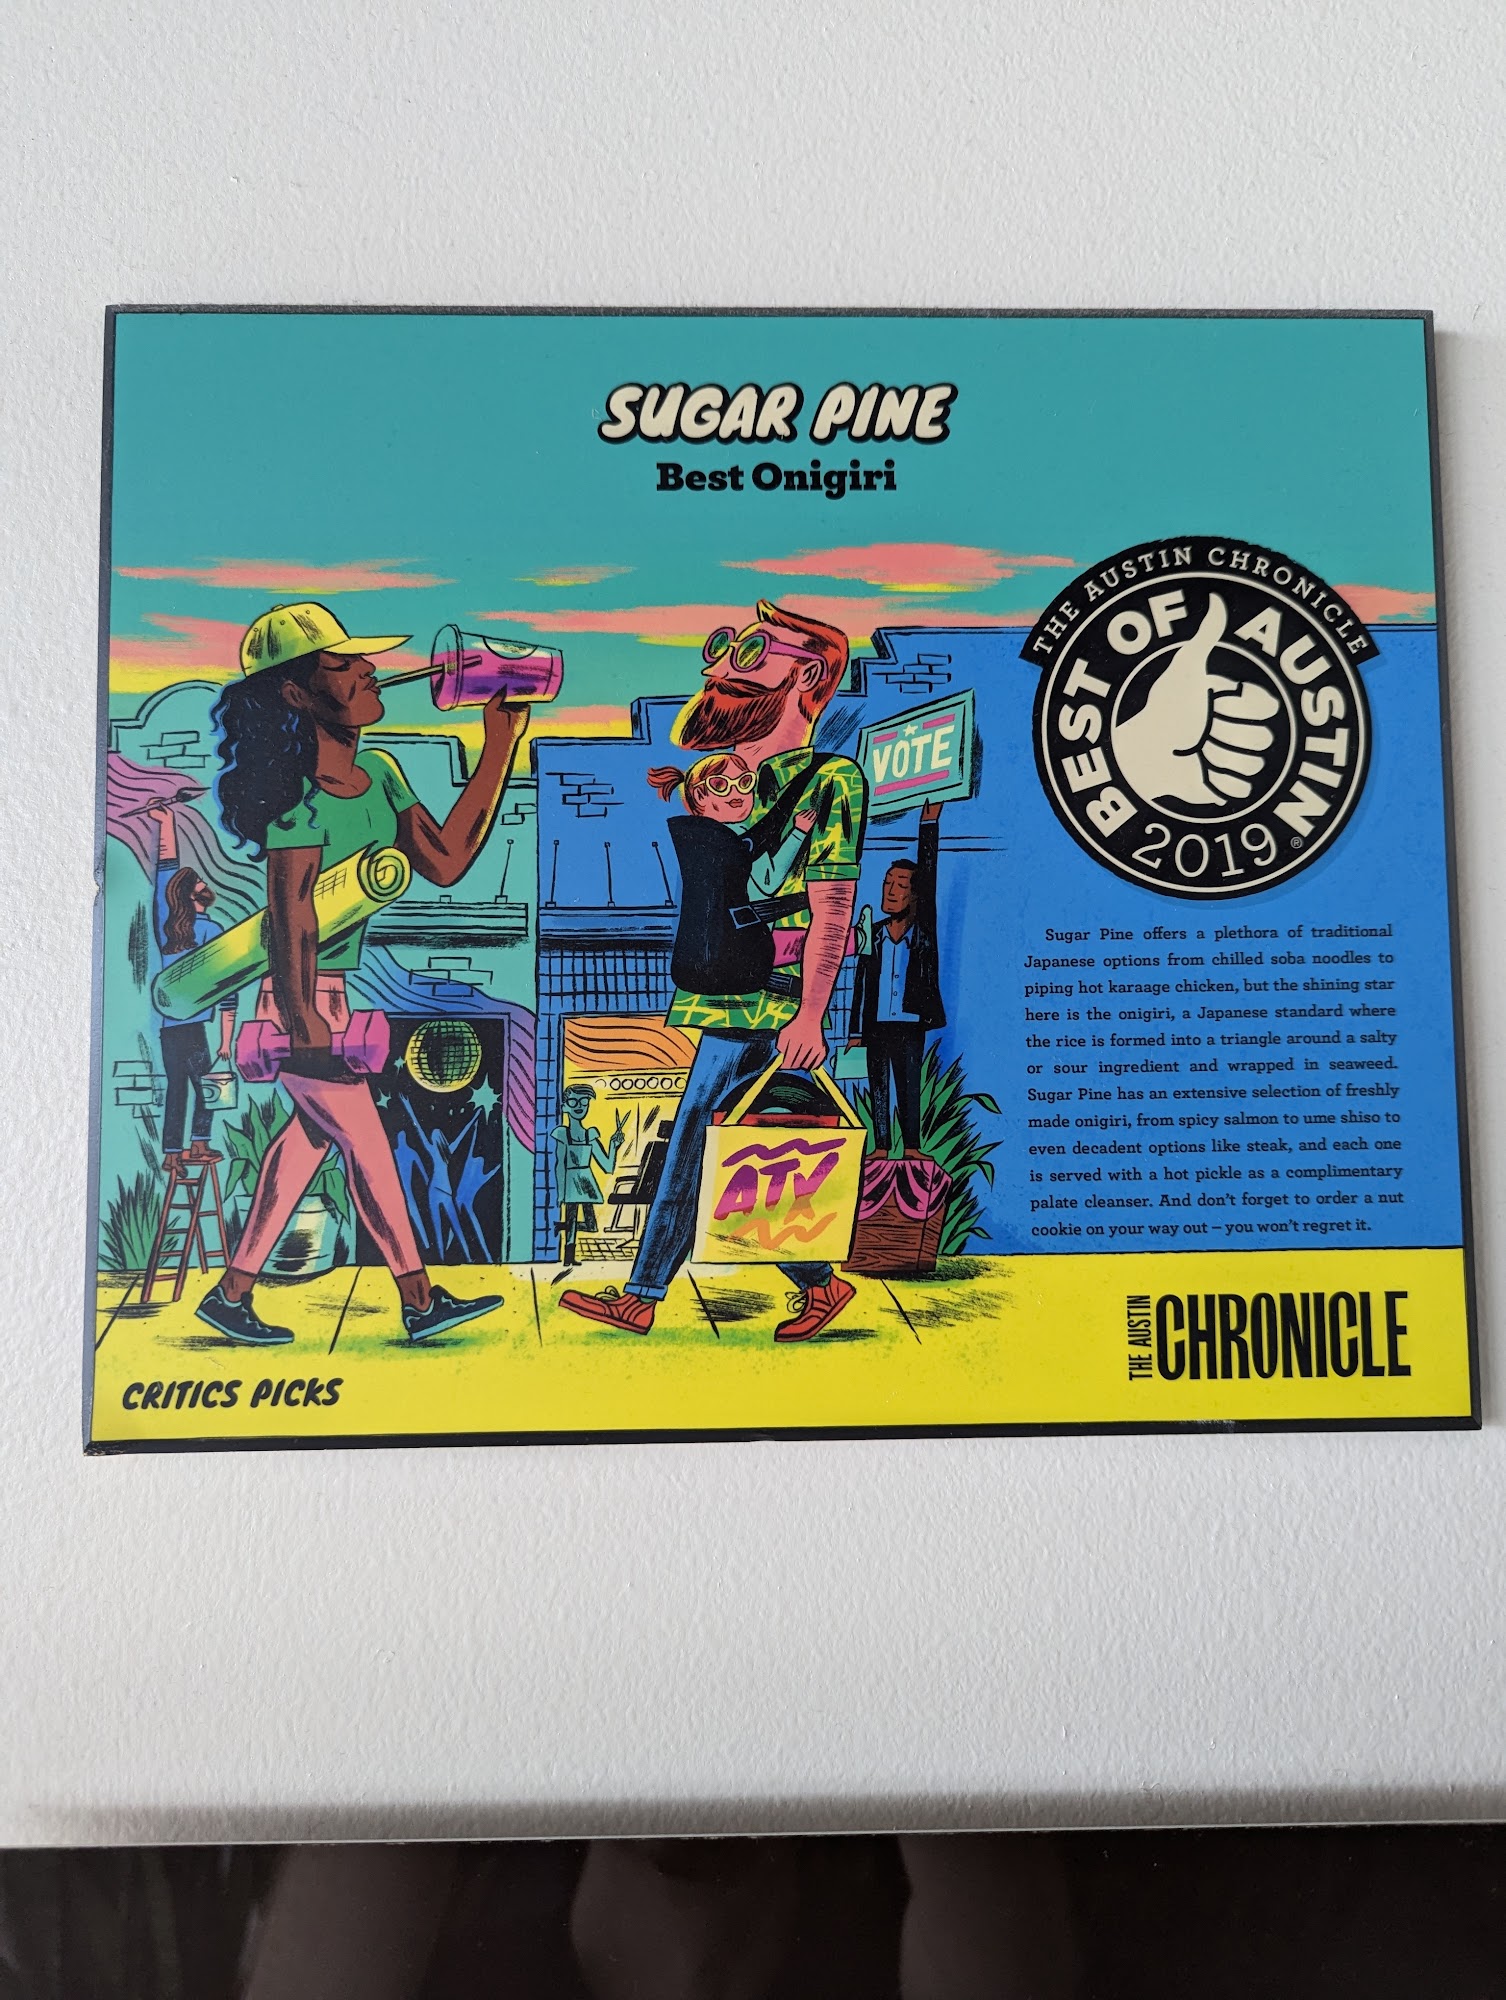 SUGAR PINE
Best Onigiri
THE AUSTIN CHRONICLE
BEST OF AUSTIN
2019®
VOTE
ATX
Sugar Pine offers a plethora of traditional
Japanese options from chilled soba noodles to
piping hot karaage chicken, but the shining star
here is the onigiri, a Japanese standard where
the rice is formed into a triangle around a salty
or sour ingredient and wrapped in seaweed.
Sugar Pine has an extensive selection of freshly
made onigiri, from spicy salmon to ume shiso to
even decadent options like steak, and each one
is served with a hot pickle as a complimentary
palate cleanser. And don't forget to order a nut
cookie on your way out – you won't regret it.
THE AUSTIN CHRONICLE
CRITICS PICKS